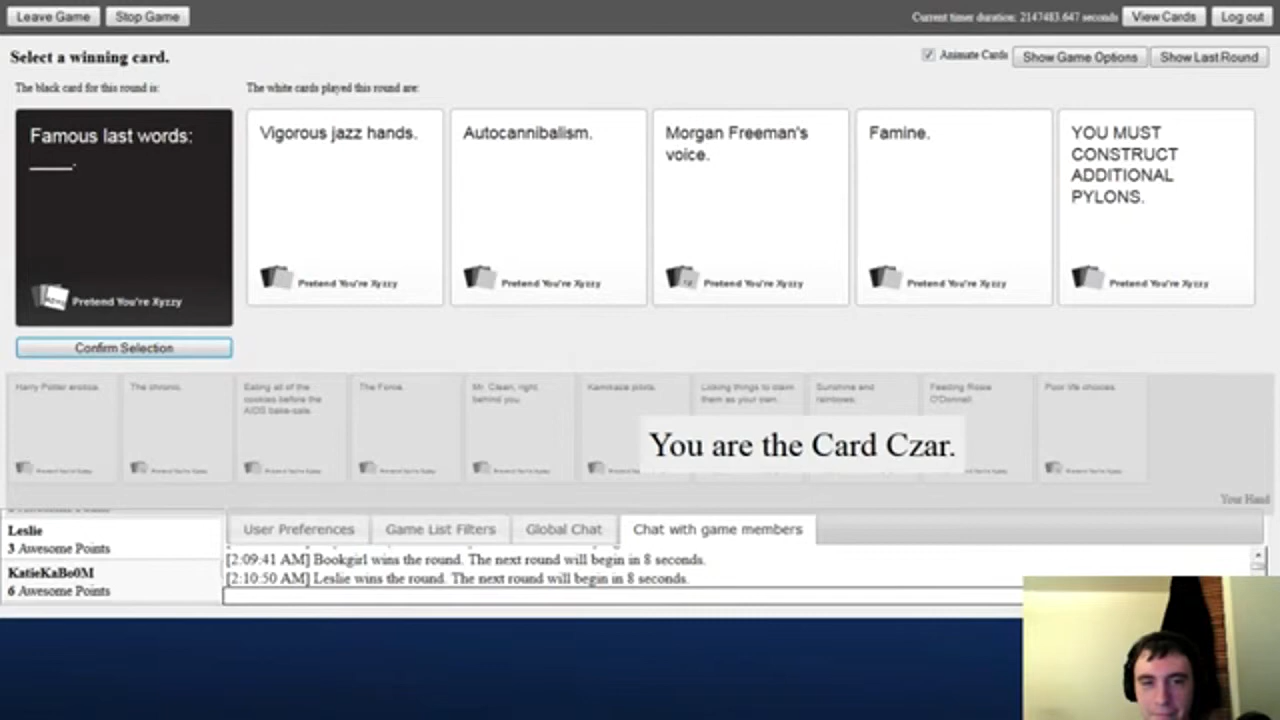 Leave Game Stop Game Current timer duration: 2147483.647 seconds View Cards Log out
Select a winning card. Animate Cards Show Game Options Show Last Round
The black card for this round is: The white cards played this round are:
Famous last words:
____.
Pretend You're Xyzzy
Vigorous jazz hands.
Pretend You're Xyzzy
Autocannibalism.
Pretend You're Xyzzy
Morgan Freeman's
voice.
Pretend You're Xyzzy
Famine.
Pretend You're Xyzzy
YOU MUST
CONSTRUCT
ADDITIONAL
PYLONS.
Pretend You're Xyzzy
Confirm Selection
Harry Potter erotica.
The chronic.
Eating all of the
cookies before the
AIDS bake-sale.
The Force.
Mr. Clean, right
behind you.
Kamikaze pilots.
Licking things to claim
them as your own.
Sunshine and
rainbows.
Feeding Rosie
O'Donnell.
Poor life choices.
You are the Card Czar.
Your Hand
Leslie
3 Awesome Points
KatieKaBo0M
6 Awesome Points
User Preferences Game List Filters Global Chat Chat with game members
[2:09:41 AM] Bookgirl wins the round. The next round will begin in 8 seconds.
[2:10:50 AM] Leslie wins the round. The next round will begin in 8 seconds.